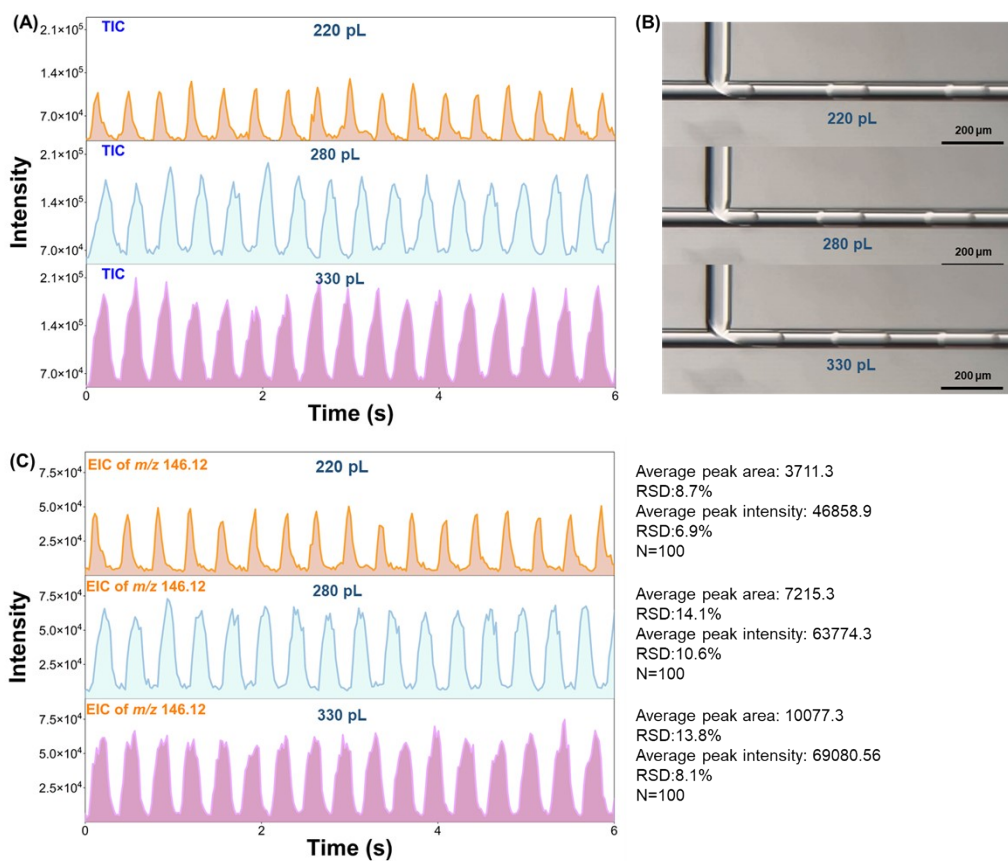 (A)
TIC
220 pL
2.1×10⁵
1.4×10⁵
7.0×10⁴
TIC
280 pL
2.1×10⁵
1.4×10⁵
7.0×10⁴
TIC
330 pL
2.1×10⁵
1.4×10⁵
7.0×10⁴
Intensity
0 2 4 6
Time (s)
(B)
220 pL
200 μm
280 pL
200 μm
330 pL
200 μm
(C)
EIC of m/z 146.12
220 pL
7.5×10⁴
5.0×10⁴
2.5×10⁴
EIC of m/z 146.12
280 pL
7.5×10⁴
5.0×10⁴
2.5×10⁴
EIC of m/z 146.12
330 pL
7.5×10⁴
5.0×10⁴
2.5×10⁴
Intensity
0 2 4 6
Time (s)
Average peak area: 3711.3
RSD:8.7%
Average peak intensity: 46858.9
RSD:6.9%
N=100
Average peak area: 7215.3
RSD:14.1%
Average peak intensity: 63774.3
RSD:10.6%
N=100
Average peak area: 10077.3
RSD:13.8%
Average peak intensity: 69080.56
RSD:8.1%
N=100